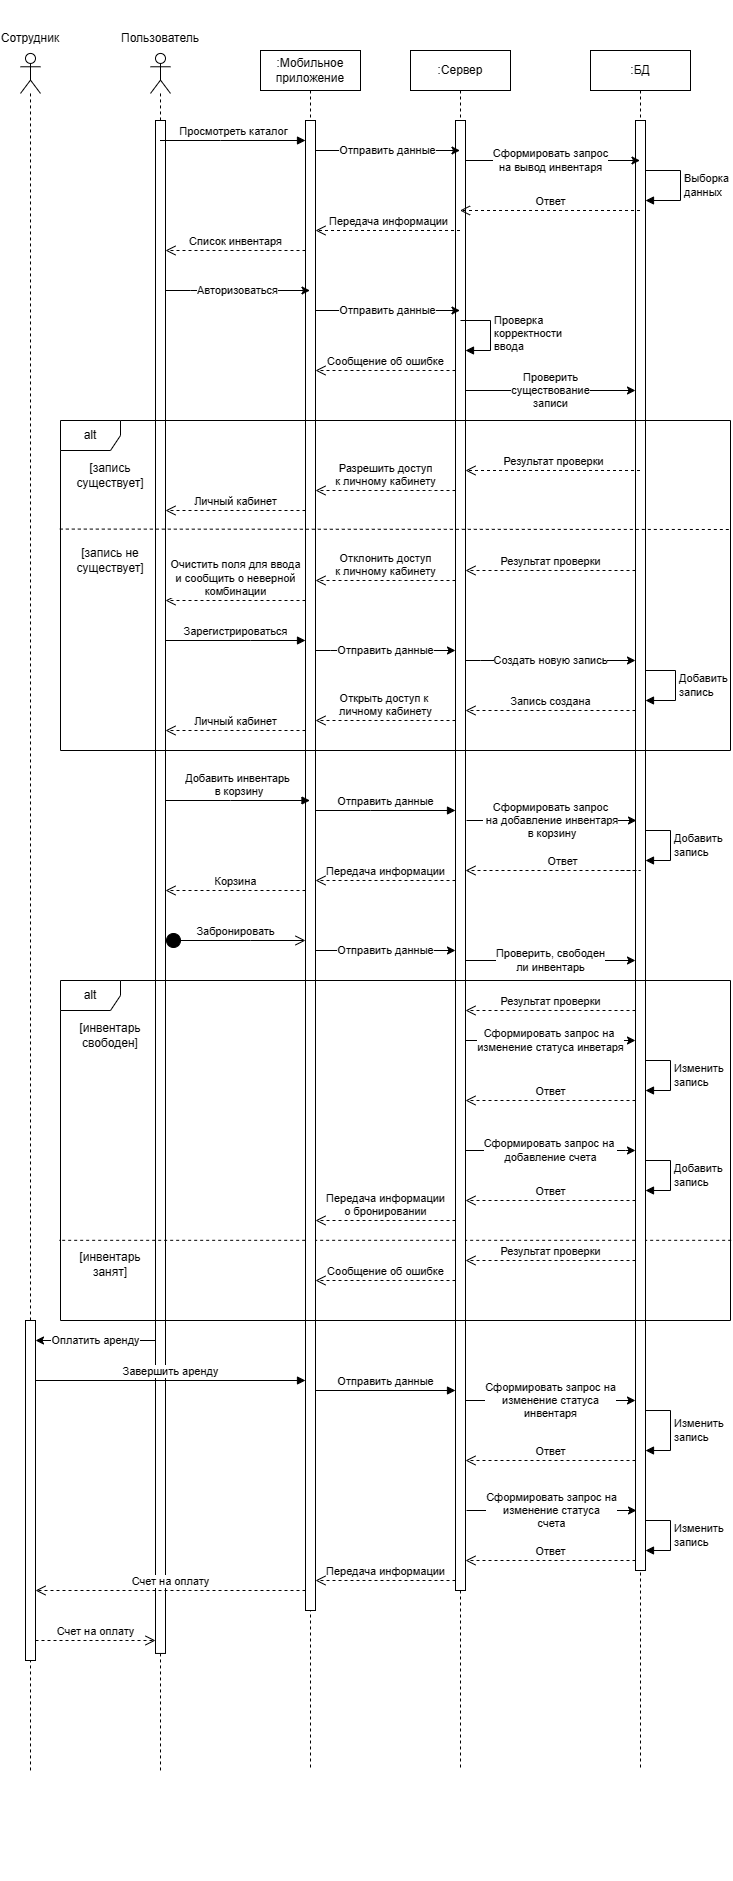 Сотрудник
Пользователь
:Мобильное
приложение
:Сервер
:БД
Просмотреть каталог
Отправить данные
Сформировать запрос
на вывод инвентаря
Выборка
данных
Ответ
Передача информации
Список инвентаря
Авторизоваться
Отправить данные
Проверка
корректности
ввода
Сообщение об ошибке
Проверить
существование
записи
alt
[запись
существует]
Результат проверки
Разрешить доступ
к личному кабинету
Личный кабинет
[запись не
существует]
Результат проверки
Отклонить доступ
к личному кабинету
Очистить поля для ввода
и сообщить о неверной
комбинации
Зарегистрироваться
Отправить данные
Создать новую запись
Добавить
запись
Запись создана
Открыть доступ к
личному кабинету
Личный кабинет
Добавить инвентарь
в корзину
Отправить данные
Сформировать запрос
на добавление инвентаря
в корзину
Добавить
запись
Ответ
Передача информации
Корзина
Забронировать
Отправить данные
Проверить, свободен
ли инвентарь
alt
[инвентарь
свободен]
Результат проверки
Сформировать запрос на
изменение статуса инветаря
Изменить
запись
Ответ
Сформировать запрос на
добавление счета
Добавить
запись
Ответ
Передача информации
о бронировании
[инвентарь
занят]
Результат проверки
Сообщение об ошибке
Оплатить аренду
Завершить аренду
Отправить данные
Сформировать запрос на
изменение статуса
инвентаря
Изменить
запись
Ответ
Сформировать запрос на
изменение статуса
счета
Изменить
запись
Ответ
Передача информации
Счет на оплату
Счет на оплату